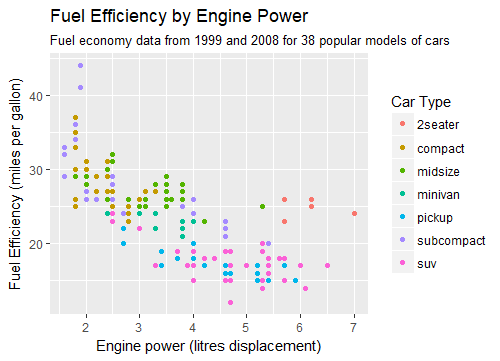 Fuel Efficiency by Engine Power
Fuel economy data from 1999 and 2008 for 38 popular models of cars
Fuel Efficiency (miles per gallon)
40
30
20
2 3 4 5 6 7
Engine power (litres displacement)
Car Type
2seater
compact
midsize
minivan
pickup
subcompact
suv